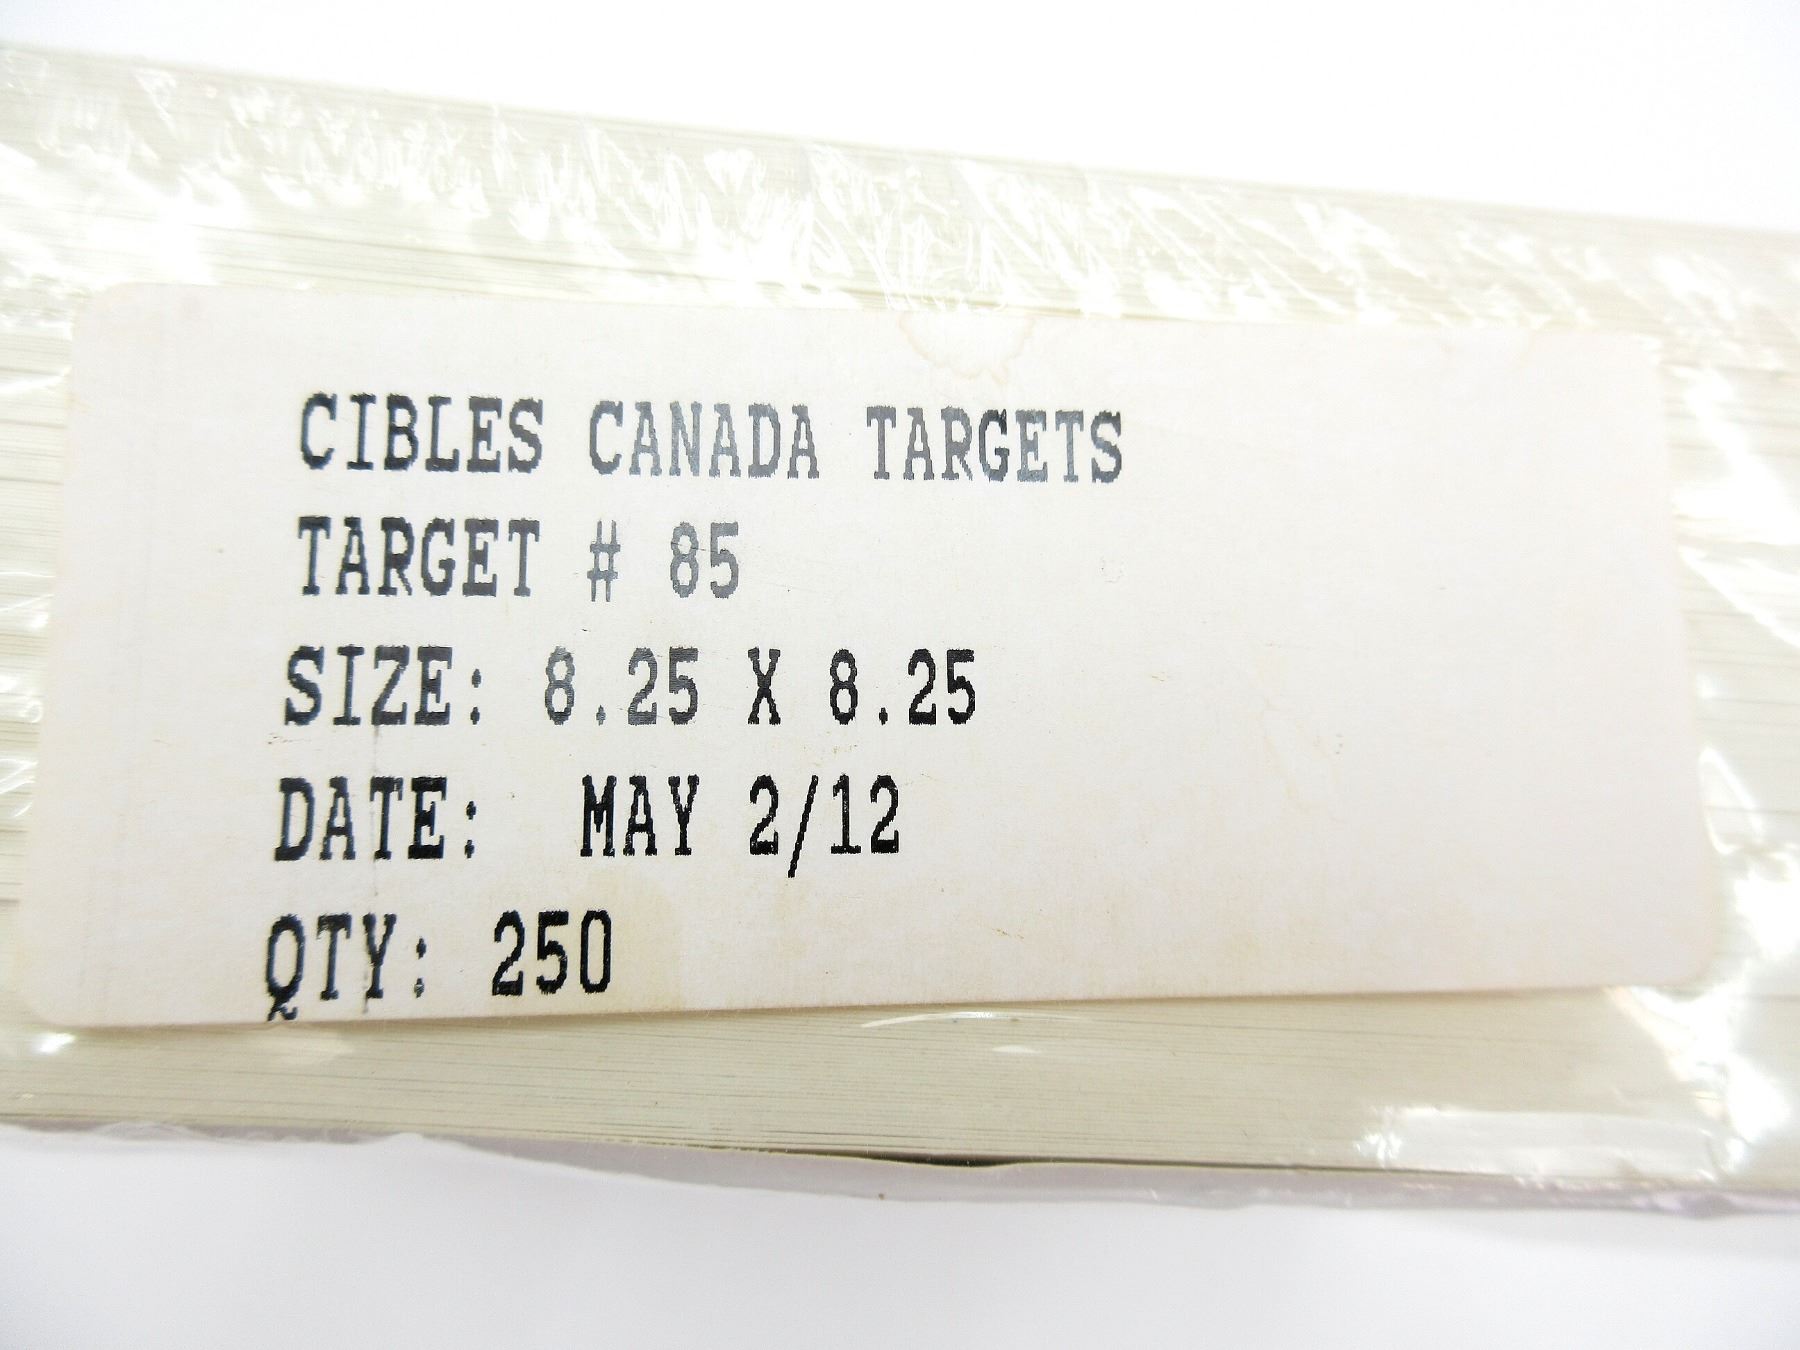 CIBLES CANADA TARGETS
TARGET # 85
SIZE: 8.25 X 8.25
DATE: MAY 2/12
QTY: 250